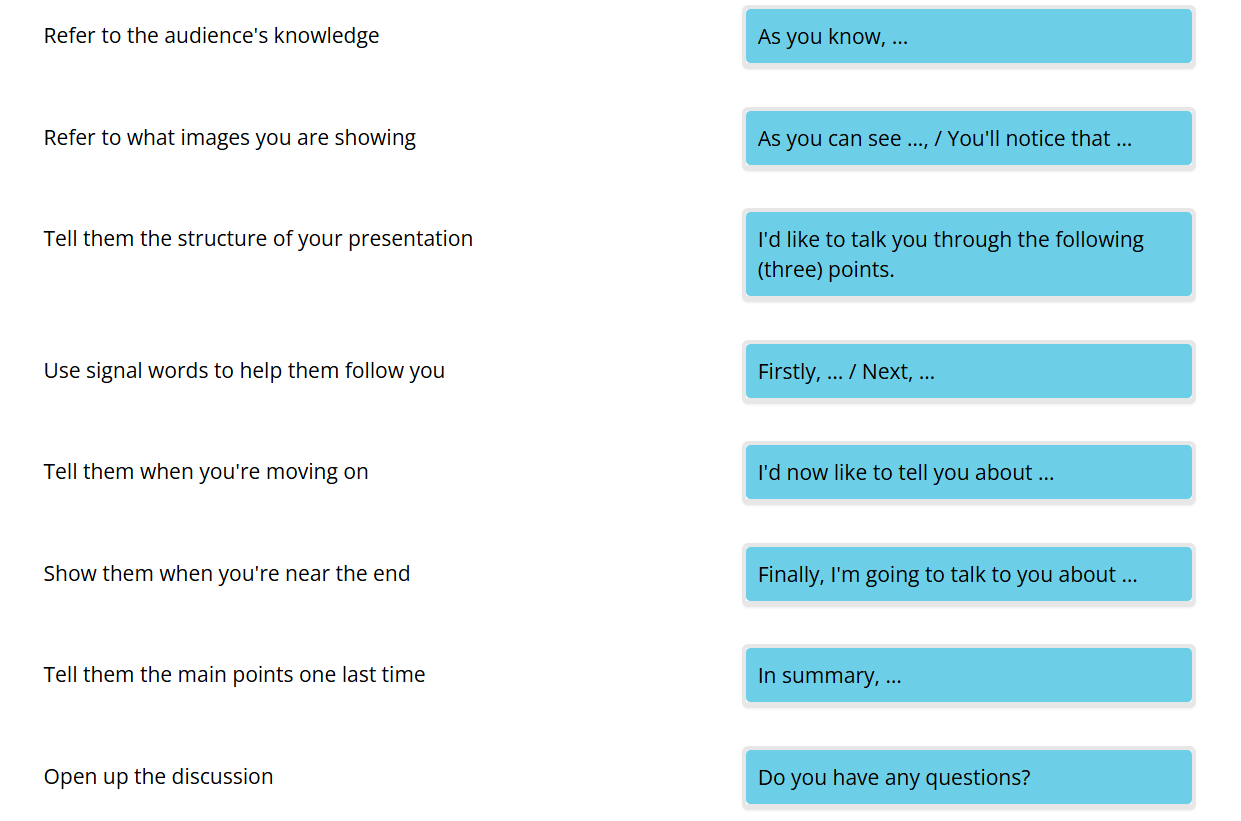 Refer to the audience's knowledge
As you know, ...
Refer to what images you are showing
As you can see ..., / You'll notice that ...
Tell them the structure of your presentation
I'd like to talk you through the following
(three) points.
Use signal words to help them follow you
Firstly, ... / Next, ...
Tell them when you're moving on
I'd now like to tell you about ...
Show them when you're near the end
Finally, I'm going to talk to you about ...
Tell them the main points one last time
In summary, ...
Open up the discussion
Do you have any questions?